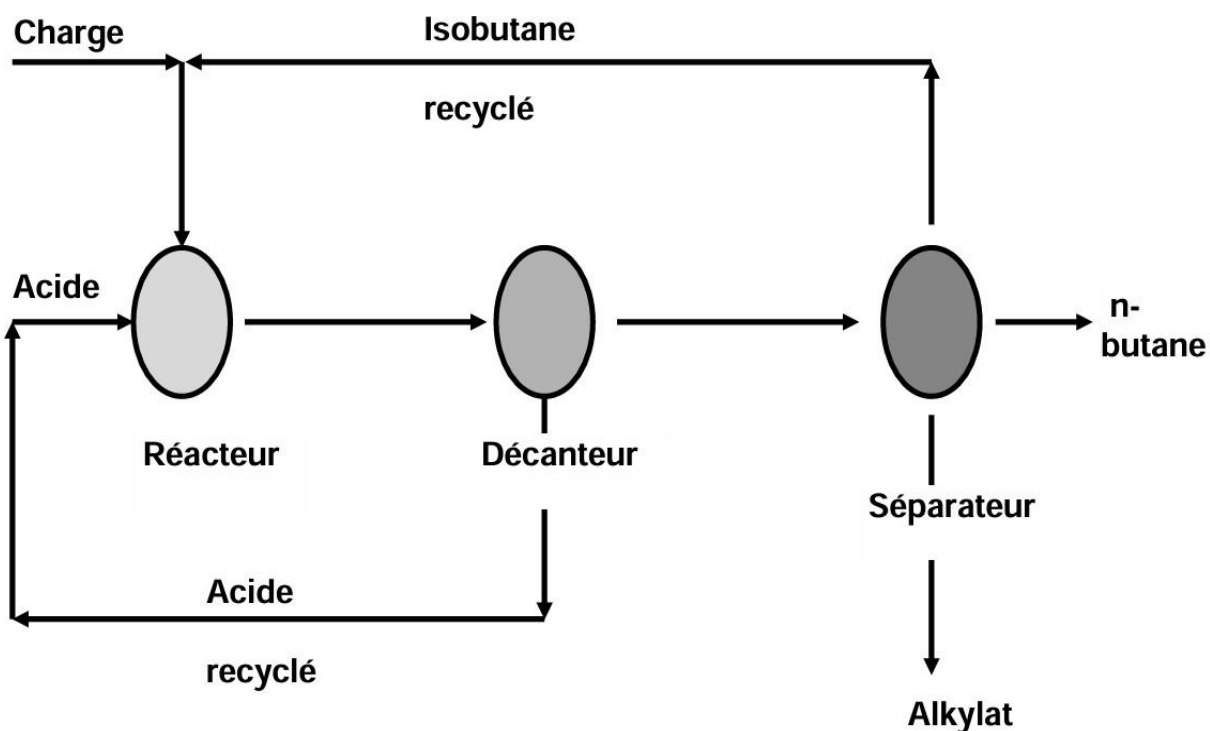 Charge
Isobutane
recyclé
Acide
n-
butane
Réacteur
Décanteur
Séparateur
Acide
recyclé
Alkylat